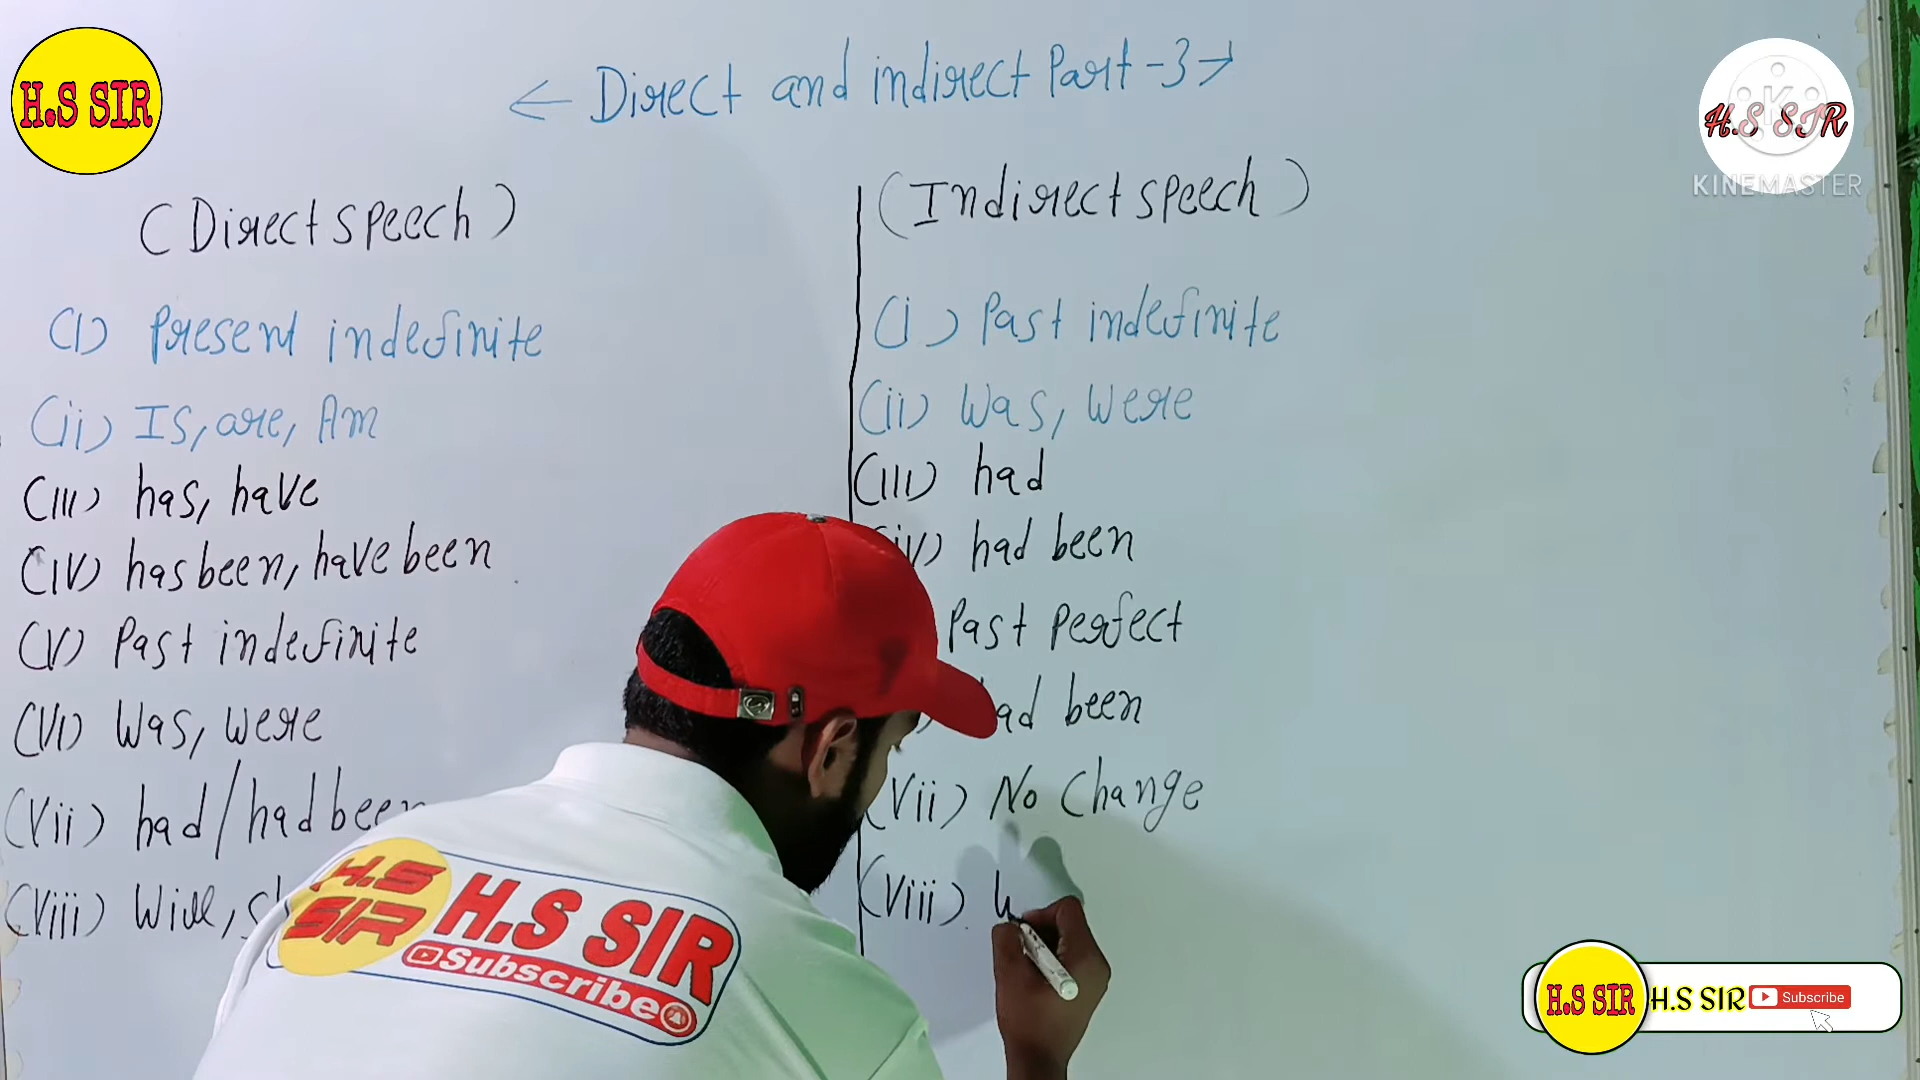 H.S SIR
← Direct and indirect Part-3 →
H.S SIR
KINEMASTER
(Direct speech)
(Indirect speech)
(I) Present indefinite
(i) Past indefinite
(ii) Is, are, Am
(ii) Was, Were
(III) has, have
(III) had
(IV) has been, have been
(iv) had been
(V) Past indefinite
Past Perfect
(VI) Was, Were
had been
(Vii) had/had been
(Vii) No Change
(Viii) Will,
(Viii)
H.S SIR
H.S SIR
Subscribe
H.S SIR
H.S SIR
Subscribe